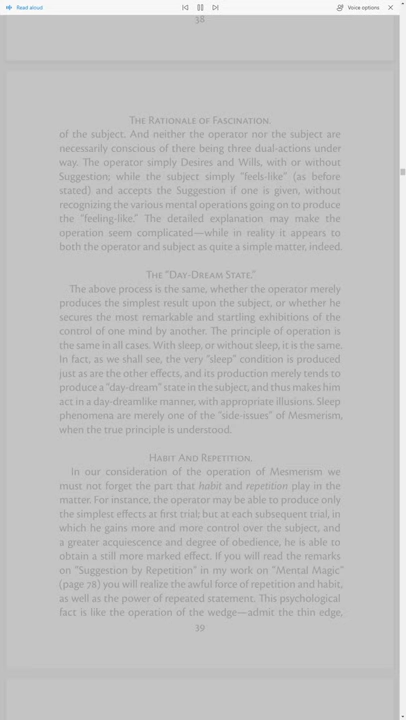 Read aloud
Voice options
38
THE RATIONALE OF FASCINATION.
of the subject. And neither the operator nor the subject are
necessarily conscious of there being three dual-actions under
way. The operator simply Desires and Wills, with or without
Suggestion; while the subject simply "feels-like" (as before
stated) and accepts the Suggestion if one is given, without
recognizing the various mental operations going on to produce
the "feeling-like." The detailed explanation may make the
operation seem complicated—while in reality it appears to
both the operator and subject as quite a simple matter, indeed.
THE "DAY-DREAM STATE."
The above process is the same, whether the operator merely
produces the simplest result upon the subject, or whether he
secures the most remarkable and startling exhibitions of the
control of one mind by another. The principle of operation is
the same in all cases. With sleep, or without sleep, it is the same.
In fact, as we shall see, the very "sleep" condition is produced
just as are the other effects, and its production merely tends to
produce a "day-dream" state in the subject, and thus makes him
act in a day-dreamlike manner, with appropriate illusions. Sleep
phenomena are merely one of the "side-issues" of Mesmerism,
when the true principle is understood.
HABIT AND REPETITION.
In our consideration of the operation of Mesmerism we
must not forget the part that habit and repetition play in the
matter. For instance, the operator may be able to produce only
the simplest effects at first trial; but at each subsequent trial, in
which he gains more and more control over the subject, and
a greater acquiescence and degree of obedience, he is able to
obtain a still more marked effect. If you will read the remarks
on "Suggestion by Repetition" in my work on "Mental Magic"
(page 78) you will realize the awful force of repetition and habit,
as well as the power of repeated statement. This psychological
fact is like the operation of the wedge—admit the thin edge,
39